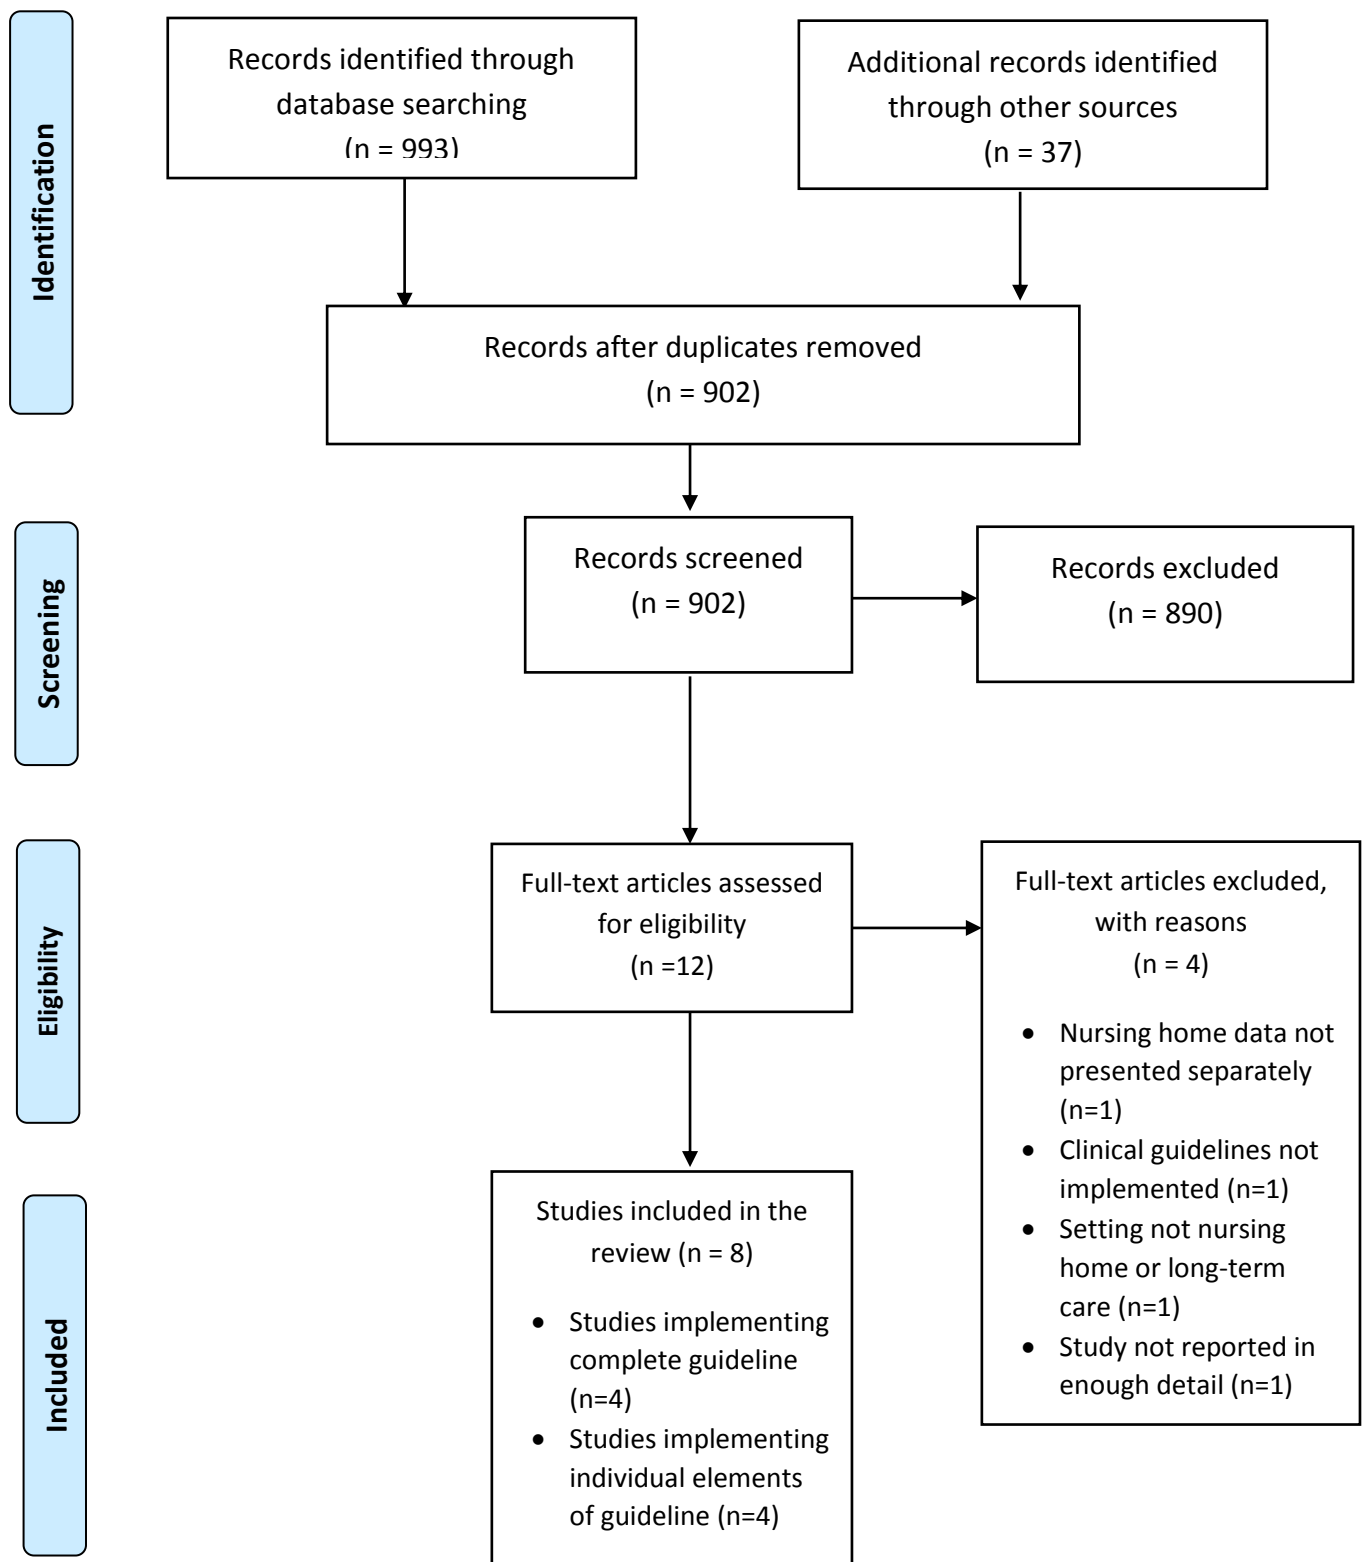 Identification
Records identified through
database searching
(n = 993)
Additional records identified
through other sources
(n = 37)
Records after duplicates removed
(n = 902)
Screening
Records screened
(n = 902)
Records excluded
(n = 890)
Eligibility
Full-text articles assessed
for eligibility
(n =12)
Full-text articles excluded,
with reasons
(n = 4)
• Nursing home data not
presented separately
(n=1)
• Clinical guidelines not
implemented (n=1)
• Setting not nursing
home or long-term
care (n=1)
• Study not reported in
enough detail (n=1)
Included
Studies included in the
review (n = 8)
• Studies implementing
complete guideline
(n=4)
• Studies implementing
individual elements
of guideline (n=4)